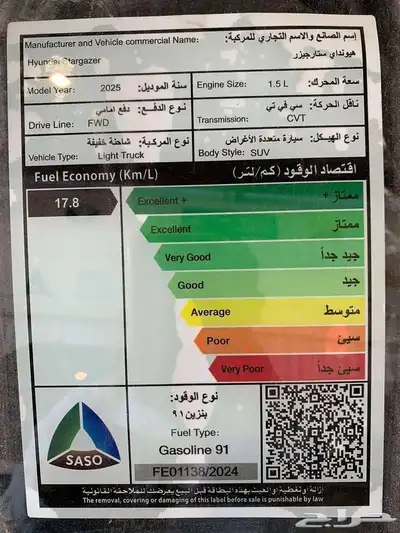 Manufacturer and Vehicle commercial Name: إسم الصانع والاسم التجاري للمركبة:
Hyundai Stargazer هيونداي ستارجيزر
Model Year: 2025 سنة الموديل:
Engine Size: 1.5 L سعة المحرك:
نوع الدفع: دفع امامي
Drive Line: FWD
ناقل الحركة: سي في تي
Transmission: CVT
نوع المركبة: شاحنة خفيفة
Vehicle Type: Light Truck
نوع الهيكل: سيارة متعددة الأغراض
Body Style: SUV
Fuel Economy (Km/L) اقتصاد الوقود (كم/لتر)
17.8
Excellent + ممتاز +
Excellent ممتاز
Very Good جيد جداً
Good جيد
Average متوسط
Poor سيئ
Very Poor سيئ جداً
SASO
نوع الوقود:
بنزين ٩١
Fuel Type:
Gasoline 91
FE01138/2024
إزالة أو تغطية أو العبث بهذه البطاقة قبل البيع يعرضك للملاحقة القانونية
The removal, covering or damaging of this label before sale is punishable by law
حراج